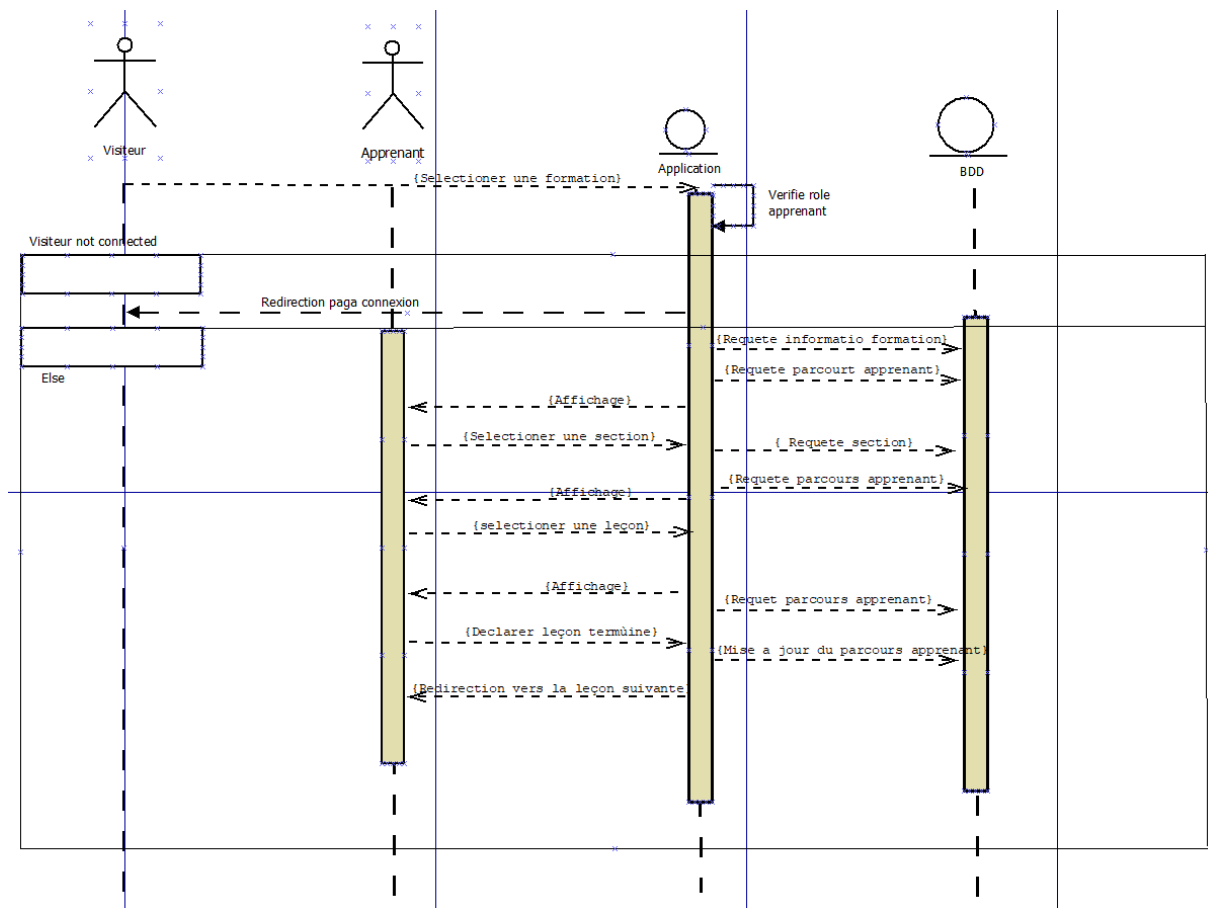 Visiteur
Apprenant
Application
BDD
{Selectioner une formation}
Verifie role
apprenant
Visiteur not connected
Redirection paga connexion
Else
{Requete informatio formation}
{Requete parcourt apprenant}
{Affichage}
{Selectioner une section}
{ Requete section}
{Requete parcours apprenant}
{Affichage}
{selectioner une leçon}
{Affichage}
{Requet parcours apprenant}
{Declarer leçon termùine}
{Mise a jour du parcours apprenant}
{Redirection vers la leçon suivante}